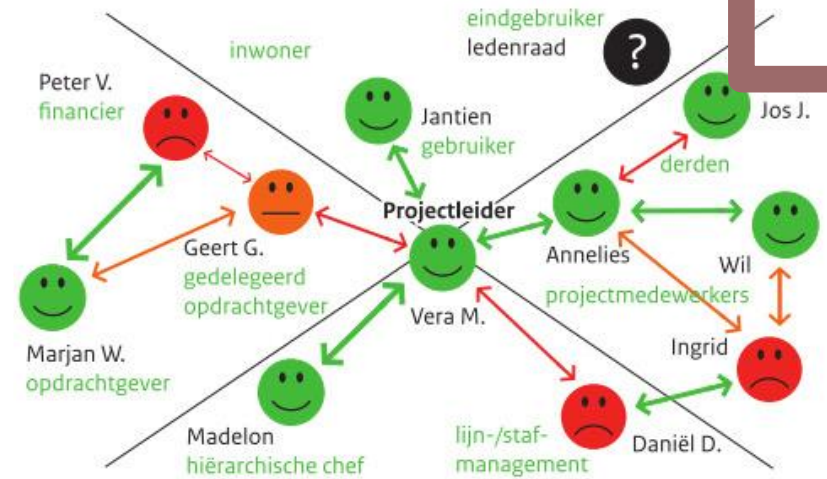 eindgebruiker
ledenraad
?
inwoner
Peter V.
financier
Jantien
gebruiker
Jos J.
derden
Projectleider
Geert G.
gedelegeerd
opdrachtgever
Annelies
Wil
projectmedewerkers
Vera M.
Marjan W.
opdrachtgever
Ingrid
Madelon
hiërarchische chef
lijn-/staf-
management
Daniël D.